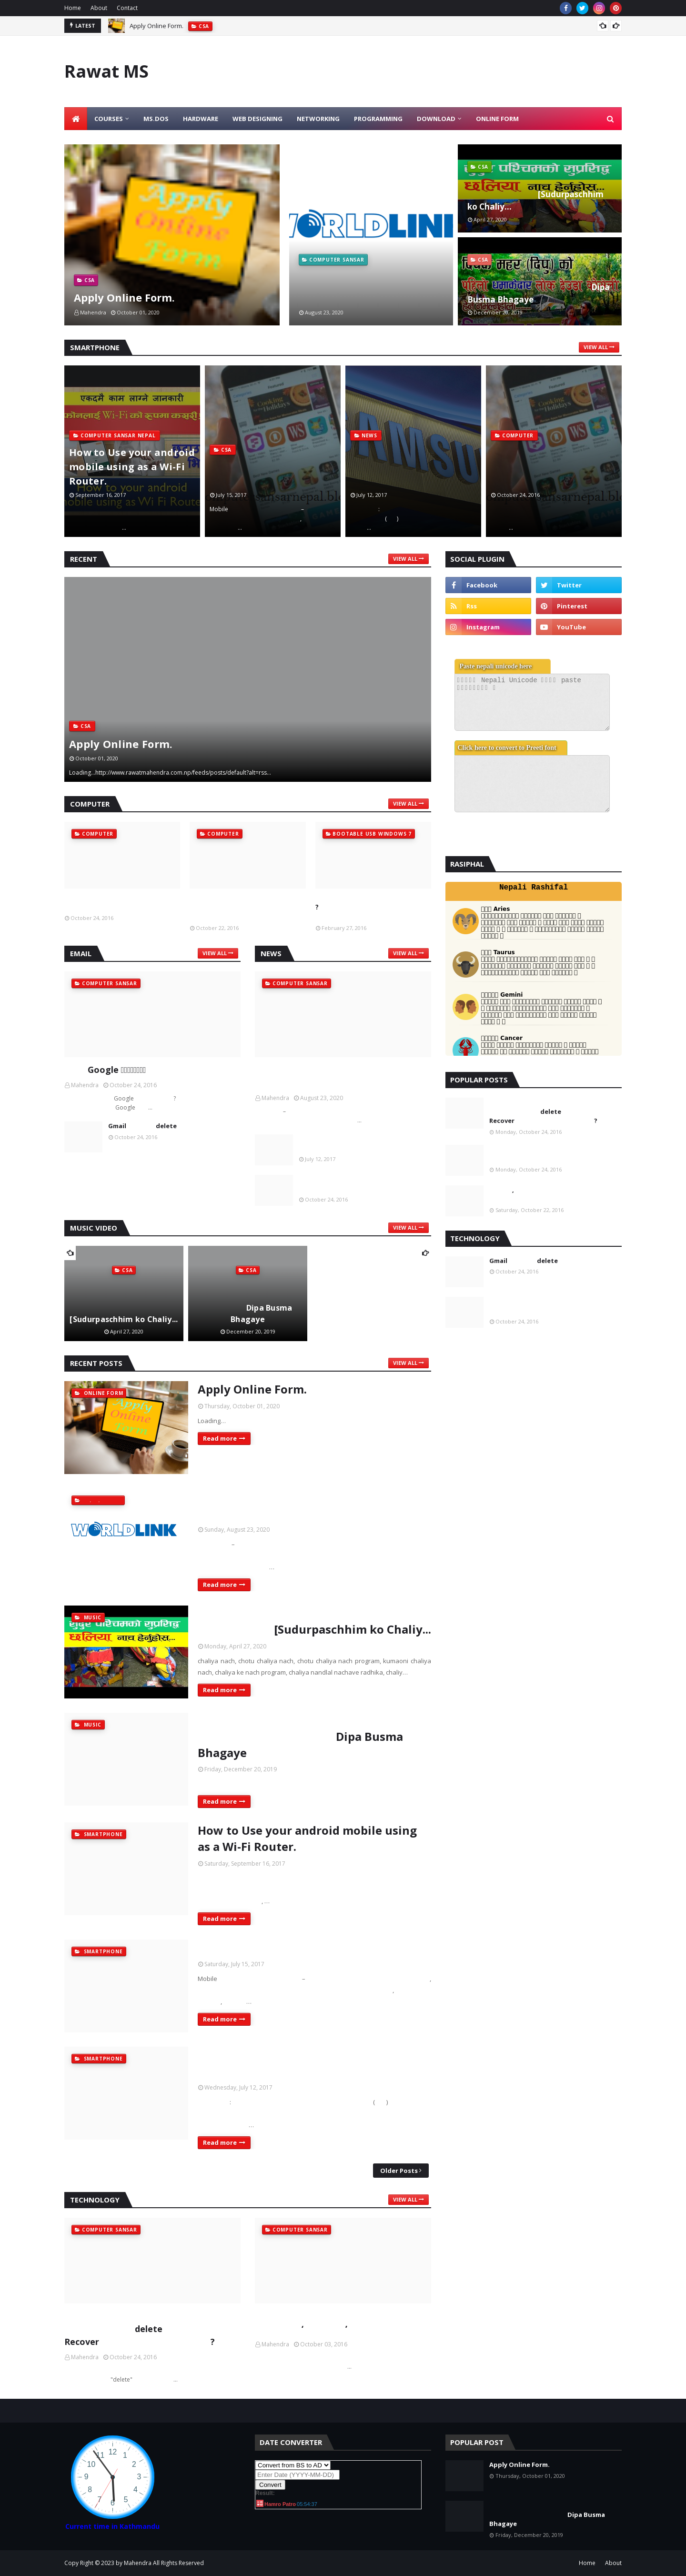 Home About Contact
LATEST Apply Online Form. CSA
Rawat MS
COURSES MS.DOS HARDWARE WEB DESIGNING NETWORKING PROGRAMMING DOWNLOAD ONLINE FORM
CSA
Apply Online Form.
Mahendra October 01, 2020
WORLDLINK
COMPUTER SANSAR
August 23, 2020
CSA
[Sudurpaschhim
ko Chaliy...
April 27, 2020
CSA
Dipa
Busma Bhagaye
December 20, 2019
SMARTPHONE
VIEW ALL
COMPUTER SANSAR NEPAL
How to Use your android
mobile using as a Wi-Fi
Router.
September 16, 2017
CSA
July 15, 2017
Mobile
NEWS
July 12, 2017
COMPUTER
October 24, 2016
RECENT
VIEW ALL
CSA
Apply Online Form.
October 01, 2020
Loading...http://www.rawatmahendra.com.np/feeds/posts/default?alt=rss...
SOCIAL PLUGIN
Facebook Twitter
Rss Pinterest
Instagram YouTube
Paste nepali unicode here
Nepali Unicode paste
Click here to convert to Preeti font
COMPUTER
VIEW ALL
COMPUTER
October 24, 2016
COMPUTER
October 22, 2016
BOOTABLE USB WINDOWS 7
?
February 27, 2016
RASIPHAL
Nepali Rashifal
Aries
Taurus
Gemini
Cancer
EMAIL
VIEW ALL
COMPUTER SANSAR
Google
Mahendra October 24, 2016
Google ?
Google ...
Gmail delete
October 24, 2016
NEWS
VIEW ALL
COMPUTER SANSAR
Mahendra August 23, 2020
July 12, 2017
October 24, 2016
POPULAR POSTS
delete
Recover ?
Monday, October 24, 2016
Monday, October 24, 2016
Saturday, October 22, 2016
MUSIC VIDEO
VIEW ALL
CSA
[Sudurpaschhim ko Chaliy...
April 27, 2020
CSA
Dipa Busma
Bhagaye
December 20, 2019
TECHNOLOGY
Gmail delete
October 24, 2016
October 24, 2016
RECENT POSTS
VIEW ALL
ONLINE FORM
Apply Online Form.
Thursday, October 01, 2020
Loading…
Read more
WORLDLINK
Sunday, August 23, 2020
Read more
MUSIC
[Sudurpaschhim ko Chaliy...
Monday, April 27, 2020
chaliya nach, chotu chaliya nach, chotu chaliya nach program, kumaoni chaliya
nach, chaliya ke nach program, chaliya nandlal nachave radhika, chaliy…
Read more
MUSIC
Dipa Busma
Bhagaye
Friday, December 20, 2019
Read more
SMARTPHONE
How to Use your android mobile using
as a Wi-Fi Router.
Saturday, September 16, 2017
Read more
SMARTPHONE
Saturday, July 15, 2017
Mobile
Read more
SMARTPHONE
Wednesday, July 12, 2017
Read more
Older Posts
TECHNOLOGY
VIEW ALL
COMPUTER SANSAR
delete
Recover ?
Mahendra October 24, 2016
"delete" ...
COMPUTER SANSAR
Mahendra October 03, 2016
12 1 2 3 4 5 6 7 8 9 10 11
DATE CONVERTER
Convert from BS to AD
Enter Date (YYYY-MM-DD)
Convert
Result:
Hamro Patro 05:54:37
POPULAR POST
Apply Online Form.
Thursday, October 01, 2020
Dipa Busma
Bhagaye
Friday, December 20, 2019
Copy Right © 2023 by Mahendra All Rights Reserved
Home About